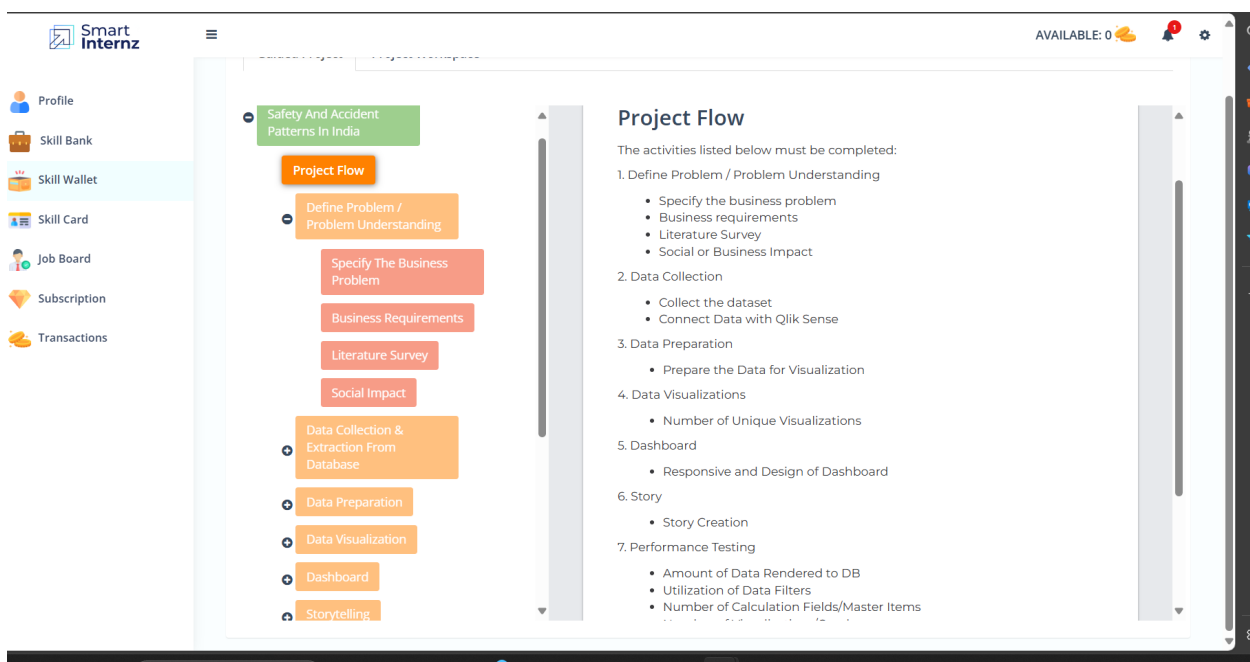 Smart
Internz
AVAILABLE: 0
1
Profile
Skill Bank
Skill Wallet
Skill Card
Job Board
Subscription
Transactions
Guided Project
Project Workspace
Safety And Accident
Patterns In India
Project Flow
Define Problem /
Problem Understanding
Specify The Business
Problem
Business Requirements
Literature Survey
Social Impact
Data Collection &
Extraction From
Database
Data Preparation
Data Visualization
Dashboard
Storytelling
Project Flow
The activities listed below must be completed:
1. Define Problem / Problem Understanding
• Specify the business problem
• Business requirements
• Literature Survey
• Social or Business Impact
2. Data Collection
• Collect the dataset
• Connect Data with Qlik Sense
3. Data Preparation
• Prepare the Data for Visualization
4. Data Visualizations
• Number of Unique Visualizations
5. Dashboard
• Responsive and Design of Dashboard
6. Story
• Story Creation
7. Performance Testing
• Amount of Data Rendered to DB
• Utilization of Data Filters
• Number of Calculation Fields/Master Items